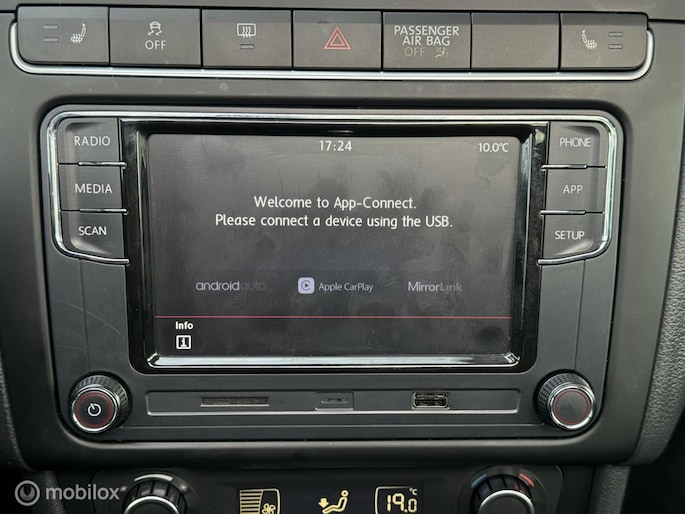 OFF
PASSENGER
AIR BAG
OFF
RADIO
MEDIA
SCAN
17:24
10.0°C
Welcome to App-Connect.
Please connect a device using the USB.
androidauto
Apple CarPlay
MirrorLink
Info
i
PHONE
APP
SETUP
19.0°C
mobilox